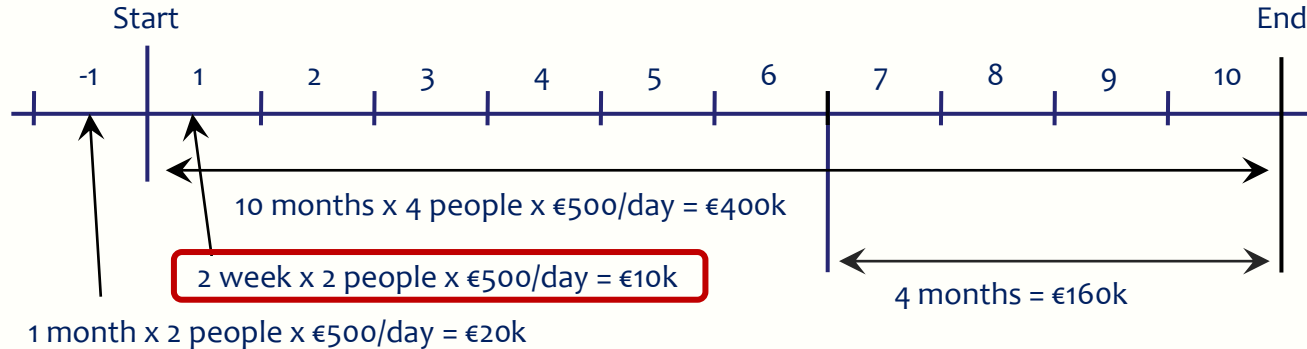 Start
End
-1 1 2 3 4 5 6 7 8 9 10
10 months x 4 people x €500/day = €400k
2 week x 2 people x €500/day = €10k
4 months = €160k
1 month x 2 people x €500/day = €20k